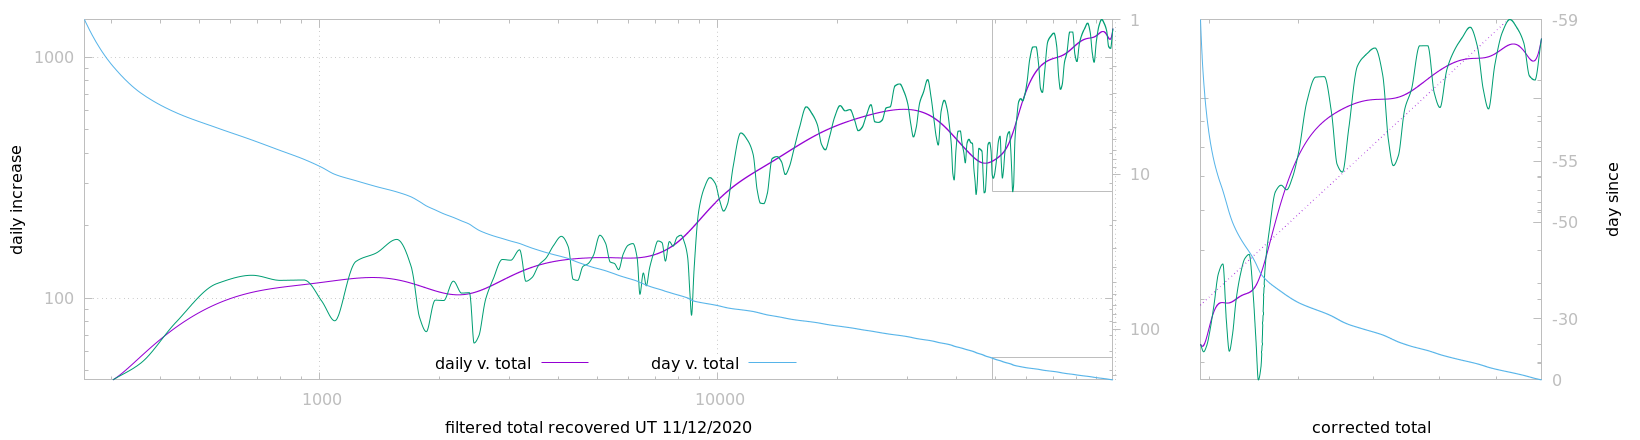 1000
100
daily increase
daily v. total
day v. total
1000
10000
filtered total recovered UT 11/12/2020
1
10
100
-59
-55
-50
-30
0
day since
corrected total